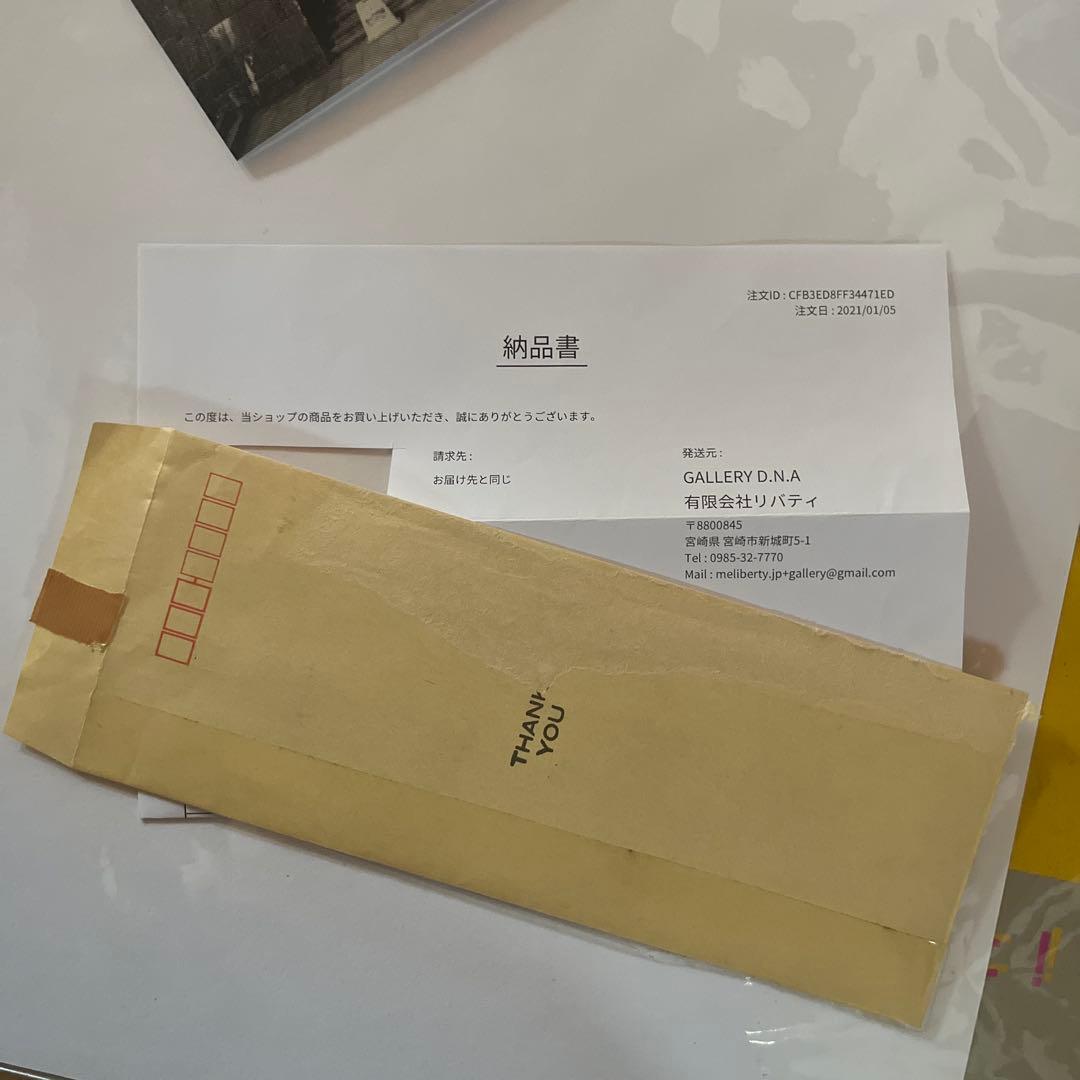 注文ID : CFB3ED8FF34471ED
注文日 : 2021/01/05
納品書
この度は、当ショップの商品をお買い上げいただき、誠にありがとうございます。
請求先 :
お届け先と同じ
発送元 :
GALLERY D.N.A
有限会社リバティ
〒8800845
宮崎県 宮崎市新城町5-1
Tel : 0985-32-7770
Mail : meliberty.jp+gallery@gmail.com
THANK
YOU